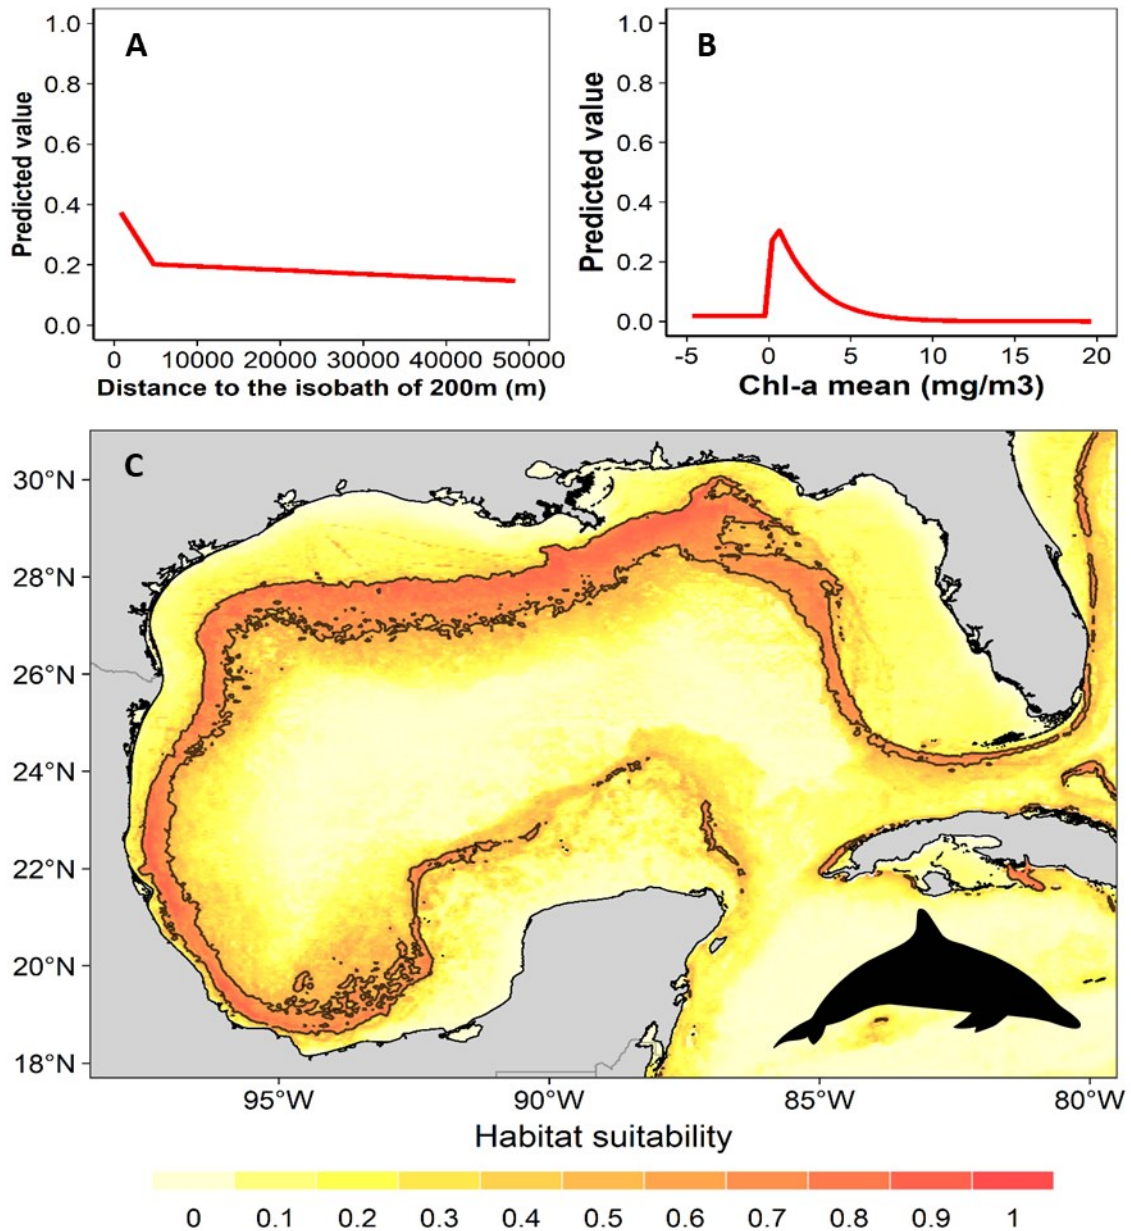 A
1.0
0.8
0.6
0.4
0.2
0.0
Predicted value
0 10000 20000 30000 40000 50000
Distance to the isobath of 200m (m)
B
1.0
0.8
0.6
0.4
0.2
0.0
Predicted value
-5 0 5 10 15 20
Chl-a mean (mg/m3)
C
30°N
28°N
26°N
24°N
22°N
20°N
18°N
95°W 90°W 85°W 80°W
Habitat suitability
0 0.1 0.2 0.3 0.4 0.5 0.6 0.7 0.8 0.9 1